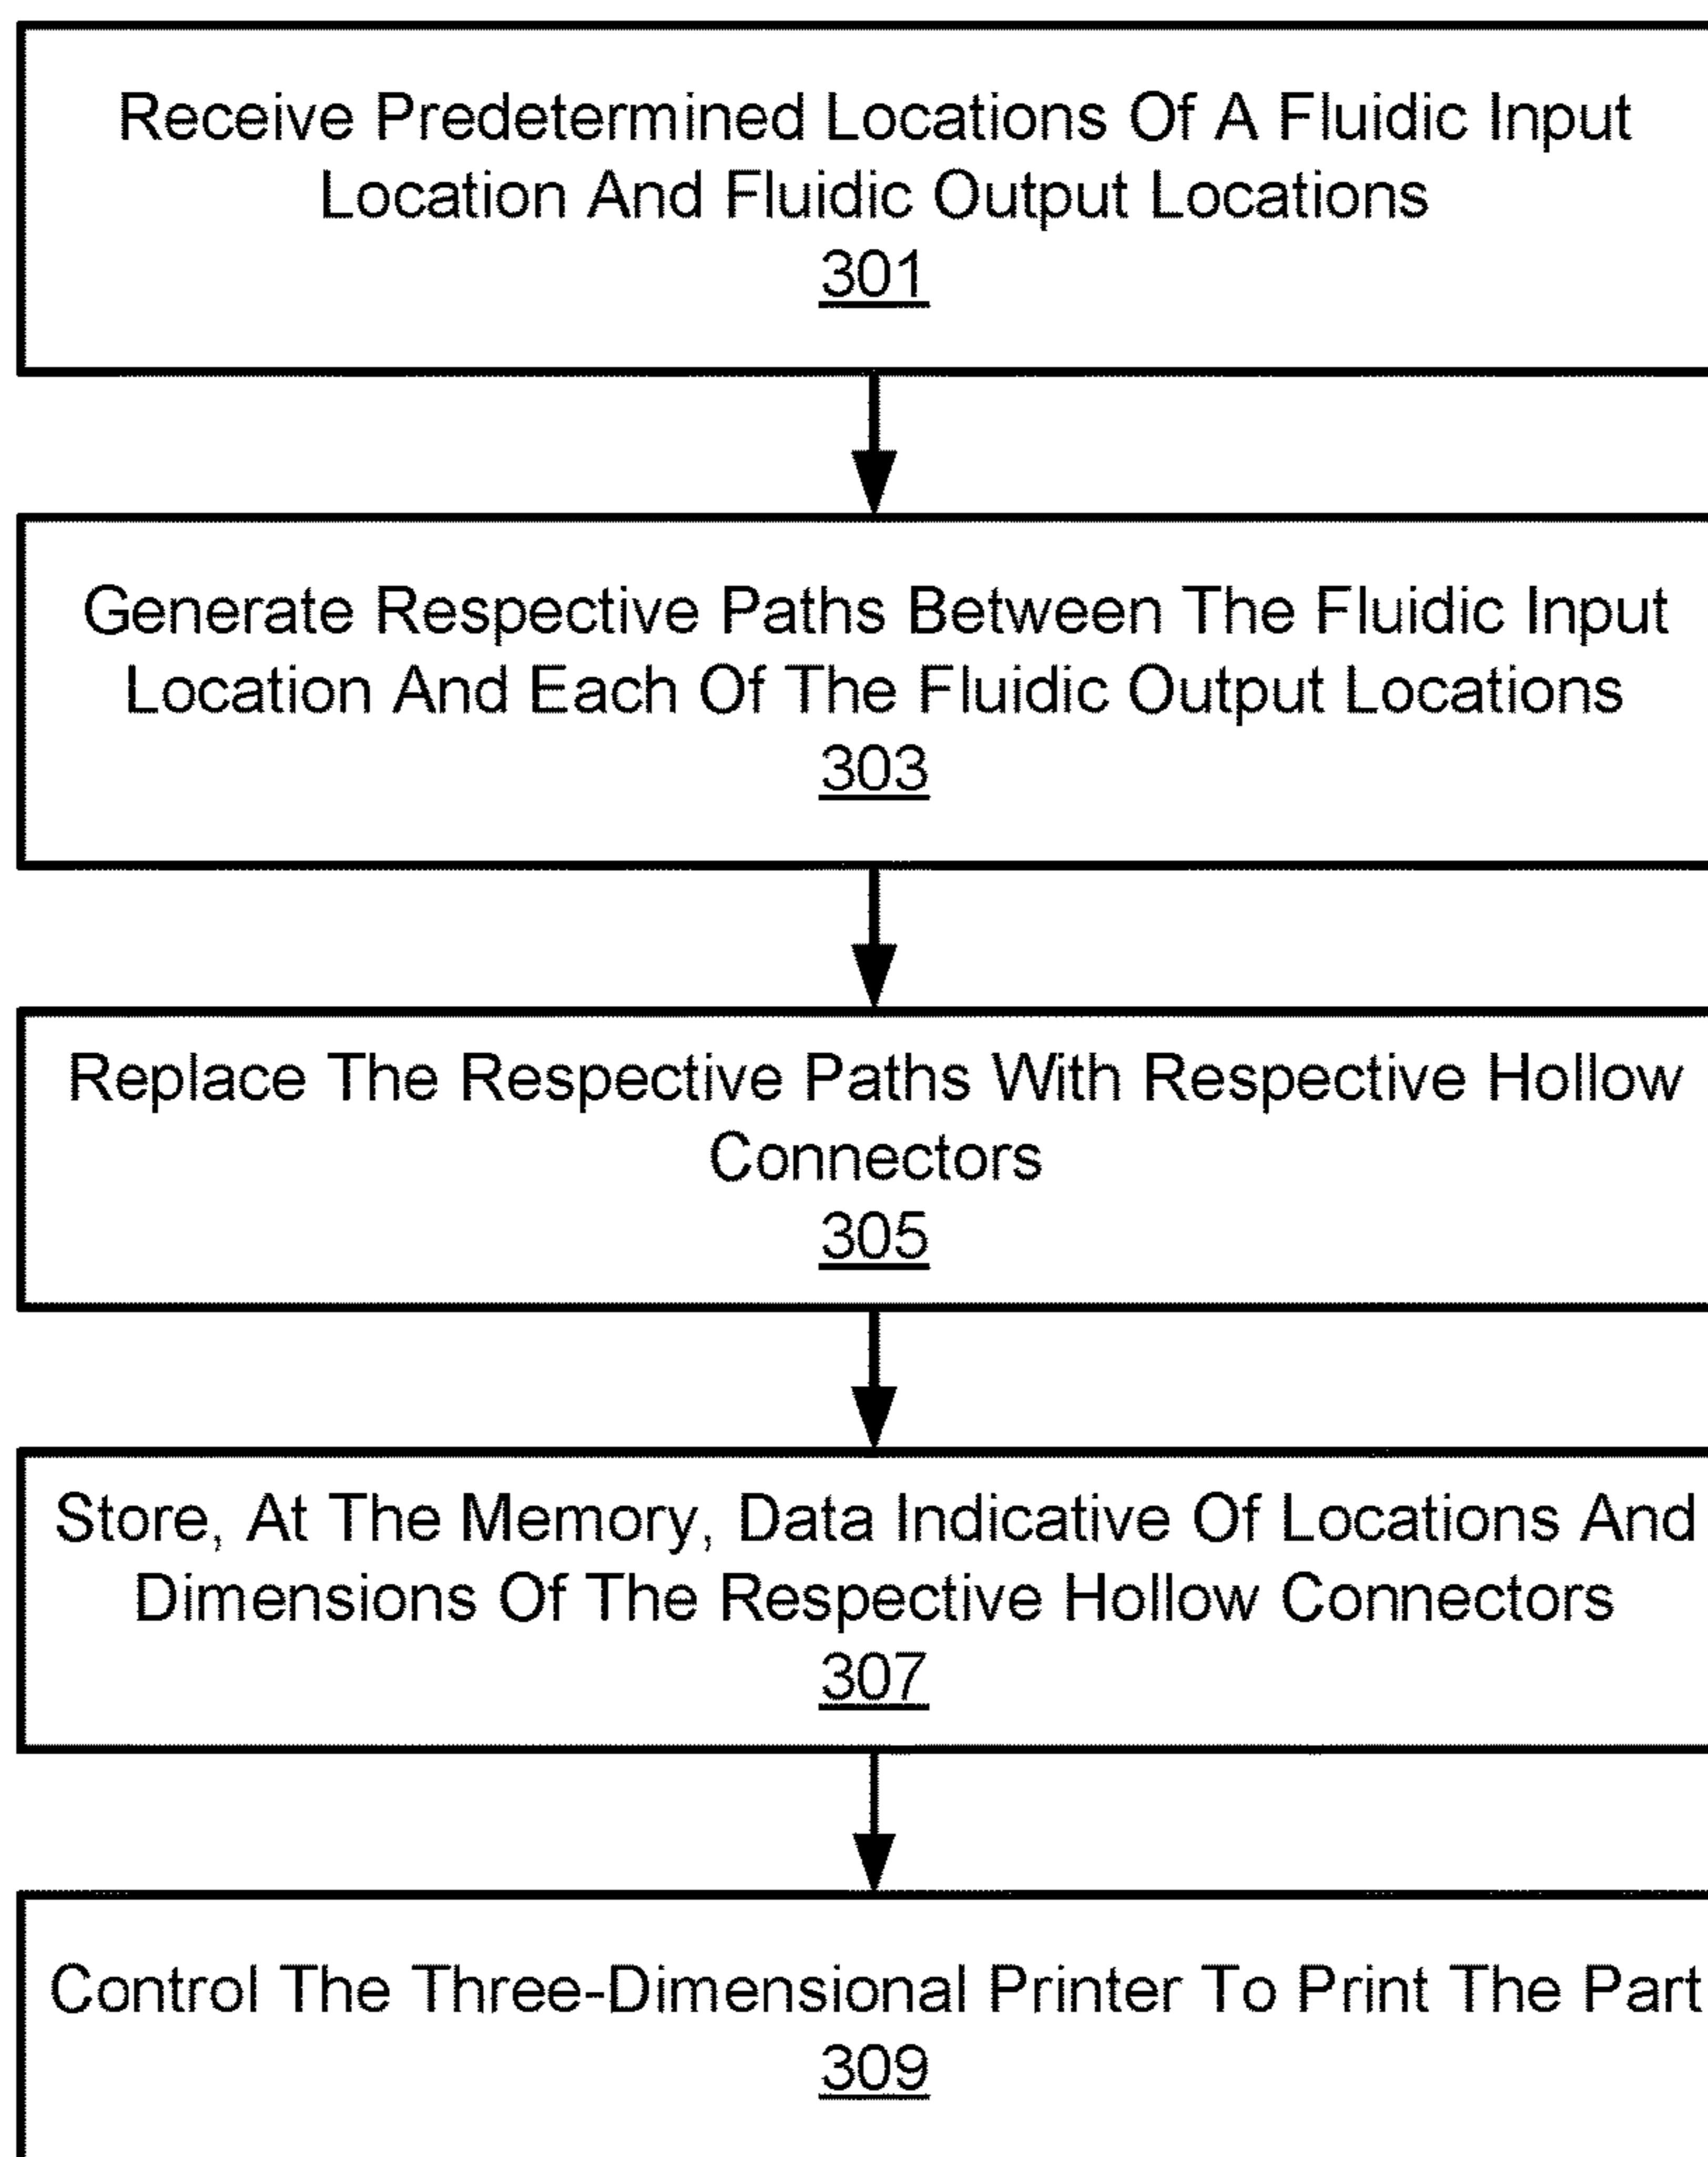 Receive Predetermined Locations Of A Fluidic Input
Location And Fluidic Output Locations
301
Generate Respective Paths Between The Fluidic Input
Location And Each Of The Fluidic Output Locations
303
Replace The Respective Paths With Respective Hollow
Connectors
305
Store, At The Memory, Data Indicative Of Locations And
Dimensions Of The Respective Hollow Connectors
307
Control The Three-Dimensional Printer To Print The Part
309